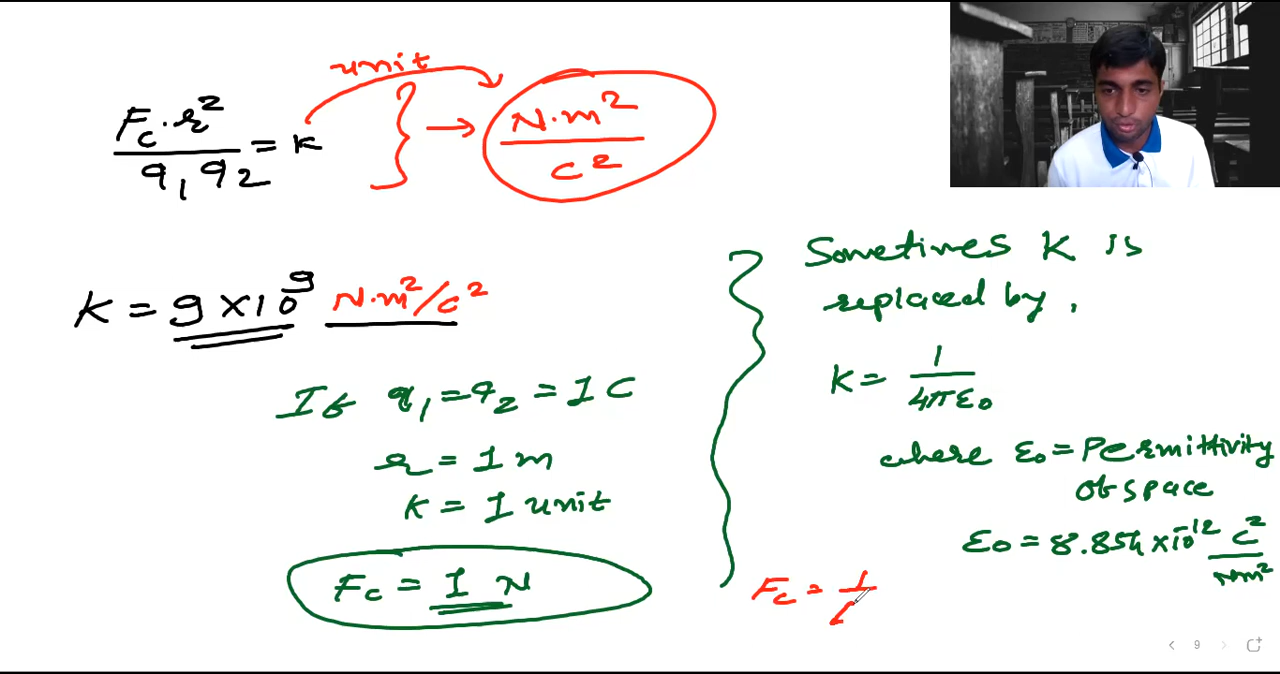 unit
Fc·r²/q₁q₂ = K } → N·m²/C²
K = 9×10⁹ N·m²/C²
If q₁ = q₂ = 1 C
r = 1 m
K = 1 unit
Fc = 1 N
Sometimes K is
replaced by,
K = 1/4πε₀
where ε₀ = Permittivity
of space
ε₀ = 8.854×10⁻¹² C²/Nm²
Fc = 1/
9